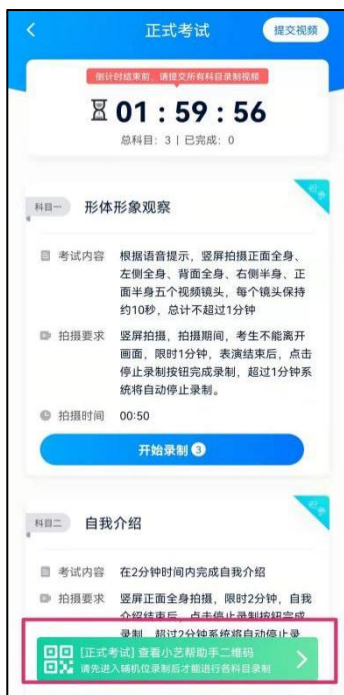 正式考试
提交视频
倒计时结束前，请提交所有科目录制视频
01 : 59 : 56
总科目：3 | 已完成：0
必考
科目一
形体形象观察
考试内容
根据语音提示，竖屏拍摄正面全身、
左侧全身、背面全身、右侧半身、正
面半身五个视频镜头，每个镜头保持
约10秒，总计不超过1分钟
拍摄要求
竖屏拍摄，拍摄期间，考生不能离开
画面，限时1分钟，表演结束后，点击
停止录制按钮完成录制，超过1分钟系
统将自动停止录制。
拍摄时间
00:50
开始录制 3
必考
科目二
自我介绍
考试内容
在2分钟时间内完成自我介绍
拍摄要求
竖屏正面全身拍摄，限时2分钟，自我
介绍结束后，点击停止录制按钮完成
录制，超过2分钟系统将自动停止录
[正式考试] 查看小艺帮助手二维码
请先进入辅机位录制后才能进行各科目录制